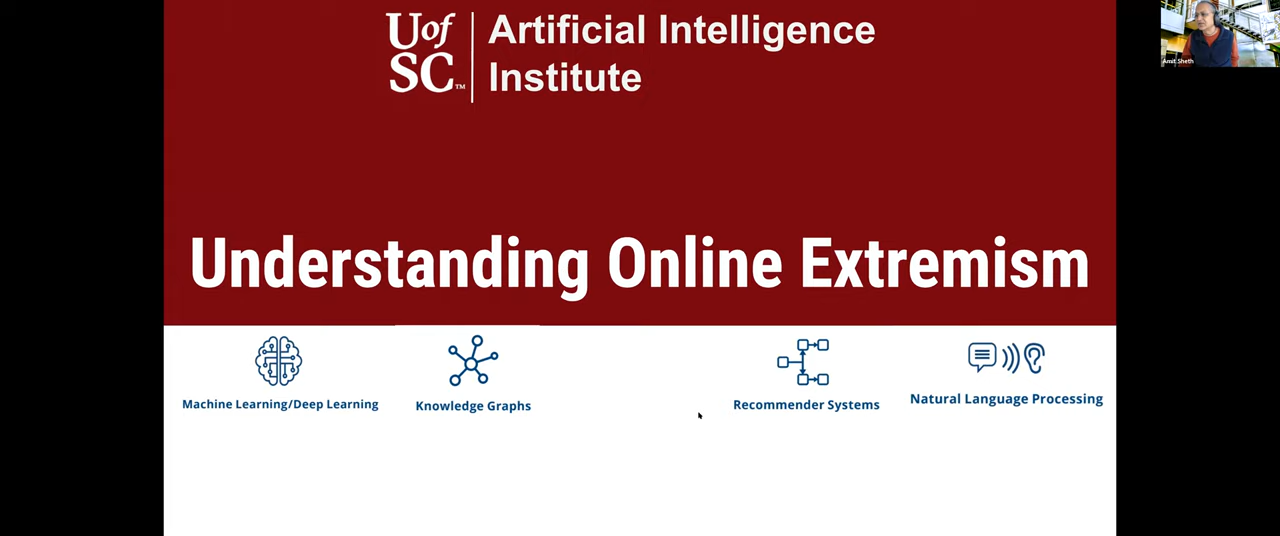 UofSC™
Artificial Intelligence
Institute
Amit Sheth
Understanding Online Extremism
Machine Learning/Deep Learning
Knowledge Graphs
Recommender Systems
Natural Language Processing